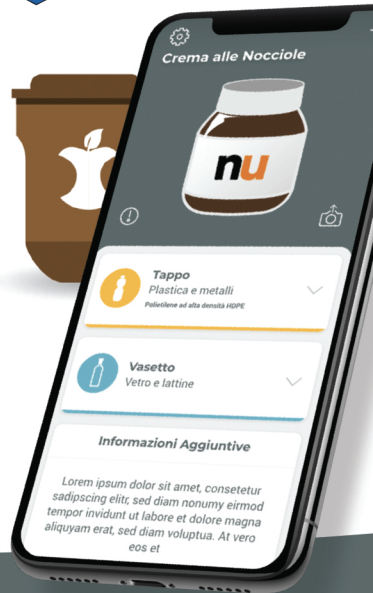 Crema alle Nocciole
nu
Tappo
Plastica e metalli
Polietilene ad alta densità HDPE
Vasetto
Vetro e lattine
Informazioni Aggiuntive
Lorem ipsum dolor sit amet, consetetur
sadipscing elitr, sed diam nonumy eirmod
tempor invidunt ut labore et dolore magna
aliquyam erat, sed diam voluptua. At vero
eos et